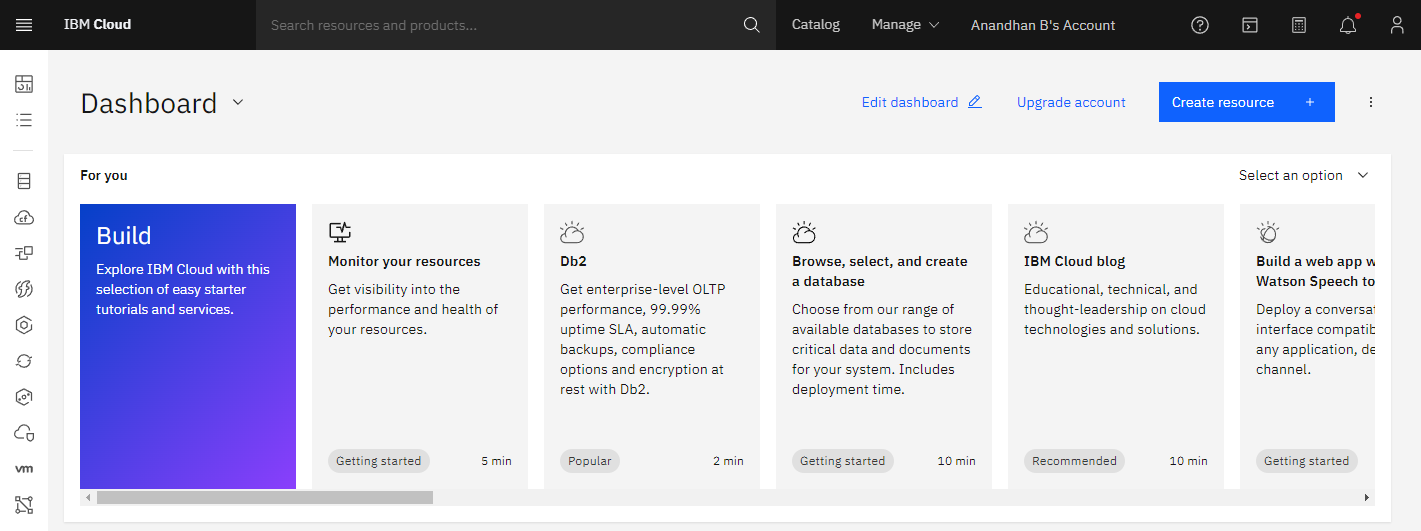 IBM Cloud
Search resources and products...
Catalog
Manage
Anandhan B's Account
Dashboard
Edit dashboard
Upgrade account
Create resource +
For you
Select an option
Build
Explore IBM Cloud with this
selection of easy starter
tutorials and services.
Monitor your resources
Get visibility into the
performance and health of
your resources.
Getting started
5 min
Db2
Get enterprise-level OLTP
performance, 99.99%
uptime SLA, automatic
backups, compliance
options and encryption at
rest with Db2.
Popular
2 min
Browse, select, and create
a database
Choose from our range of
available databases to store
critical data and documents
for your system. Includes
deployment time.
Getting started
10 min
IBM Cloud blog
Educational, technical, and
thought-leadership on cloud
technologies and solutions.
Recommended
10 min
Build a web app w
Watson Speech to
Deploy a conversat
interface compatib
any application, de
channel.
Getting started
cf
vm